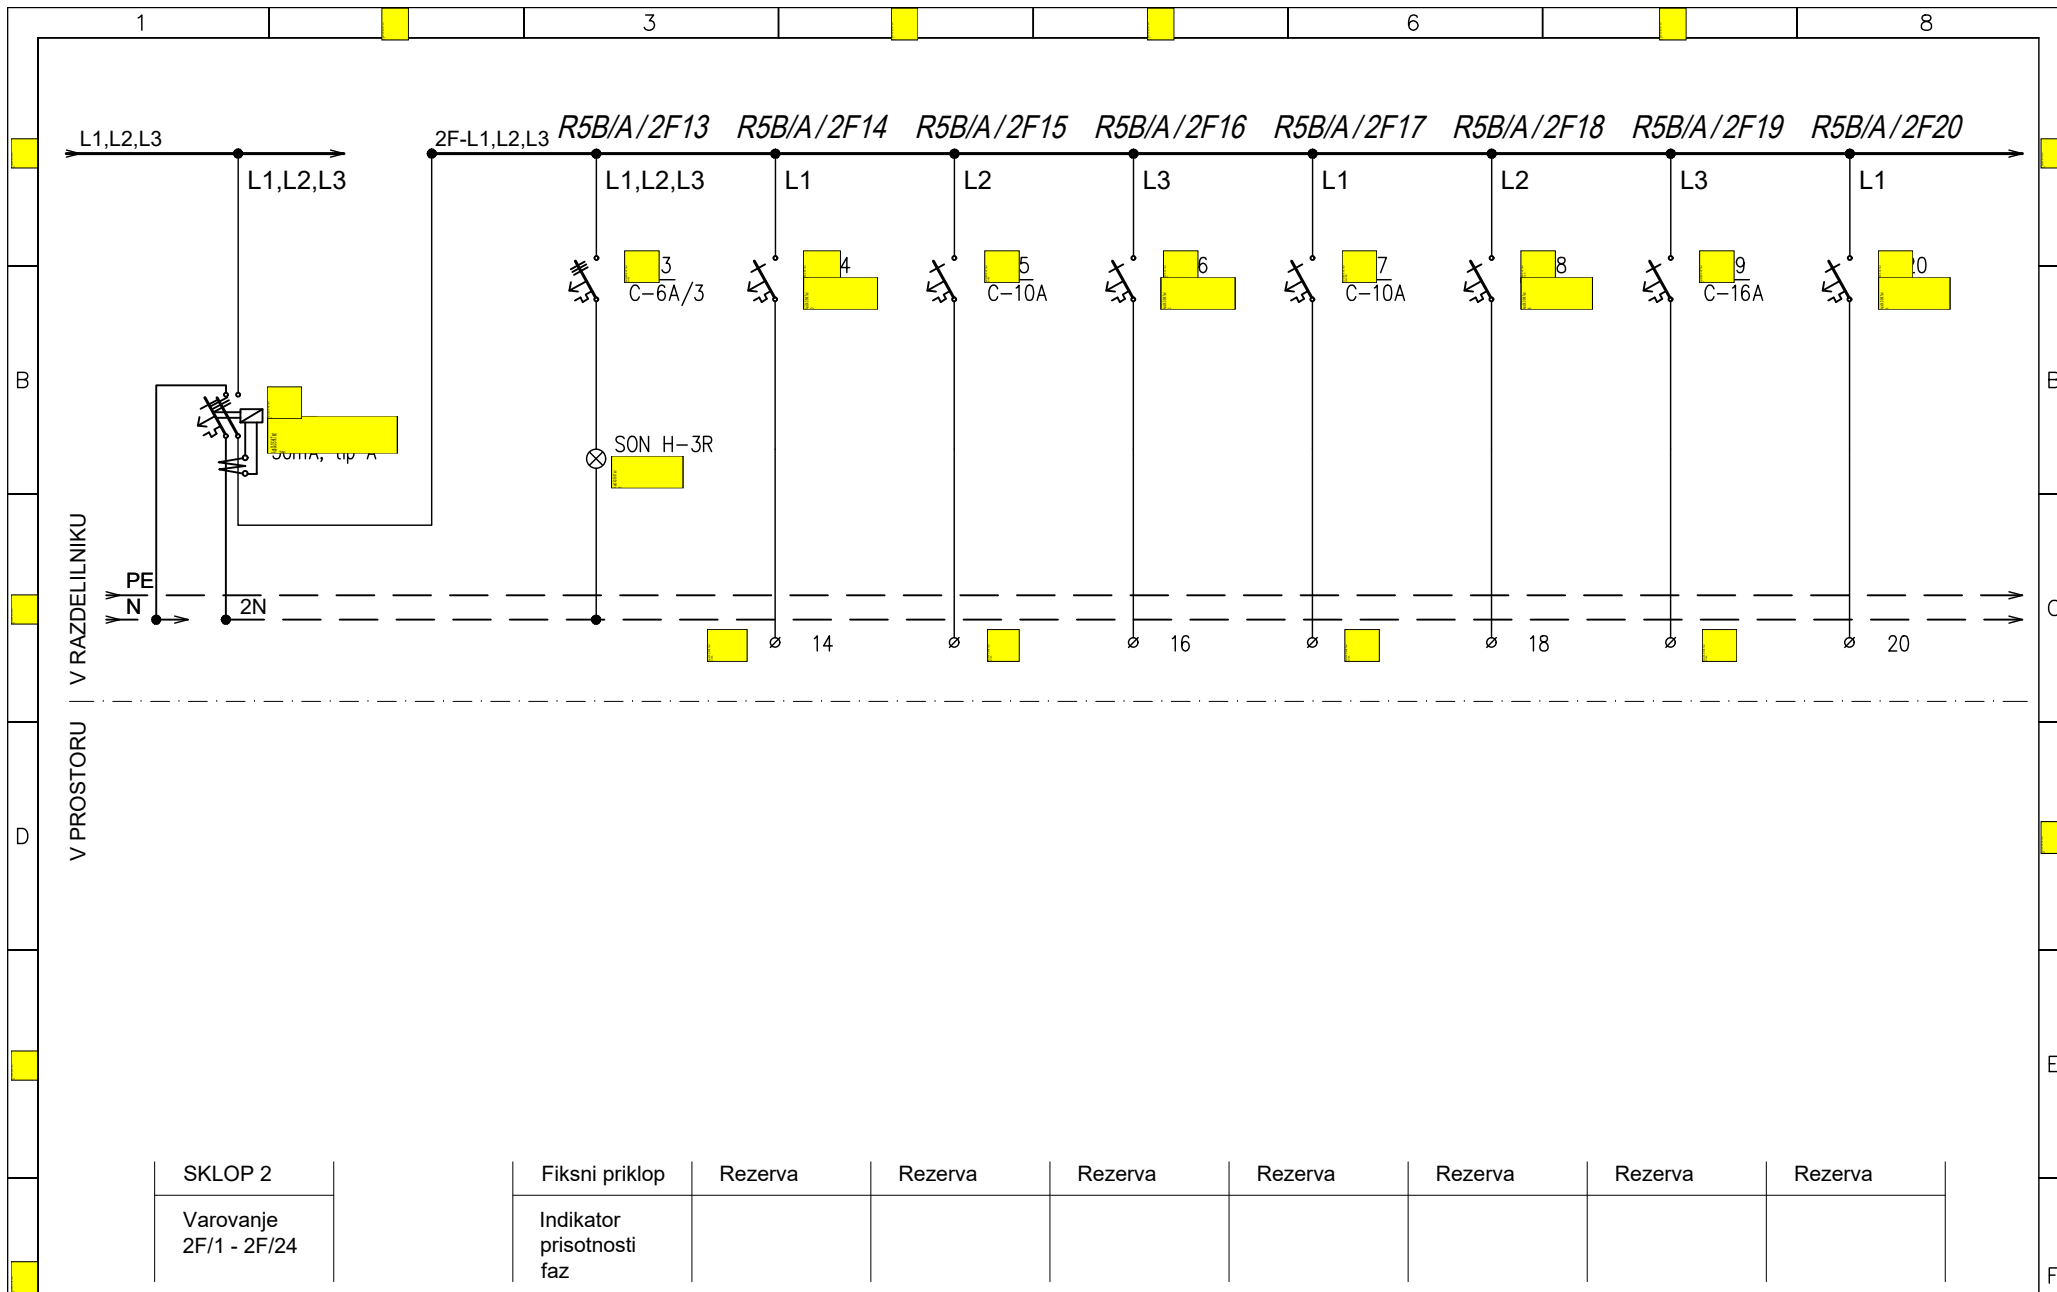 1 3 6 8
R5B/A/2F13 R5B/A/2F14 R5B/A/2F15 R5B/A/2F16 R5B/A/2F17 R5B/A/2F18 R5B/A/2F19 R5B/A/2F20
L1,L2,L3 2F-L1,L2,L3
L1,L2,L3 L1,L2,L3 L1 L2 L3 L1 L2 L3 L1
3 4 5 6 7 8 9 20
C-6A/3 C-10A C-10A C-16A
B B
SON H-3R
V RAZDELILNIKU
PE
N 2N
C
14 16 18 20
V PROSTORU
D
E
SKLOP 2 Fiksni priklop Rezerva Rezerva Rezerva Rezerva Rezerva Rezerva Rezerva
Varovanje
2F/1 - 2F/24
Indikator
prisotnosti
faz
F